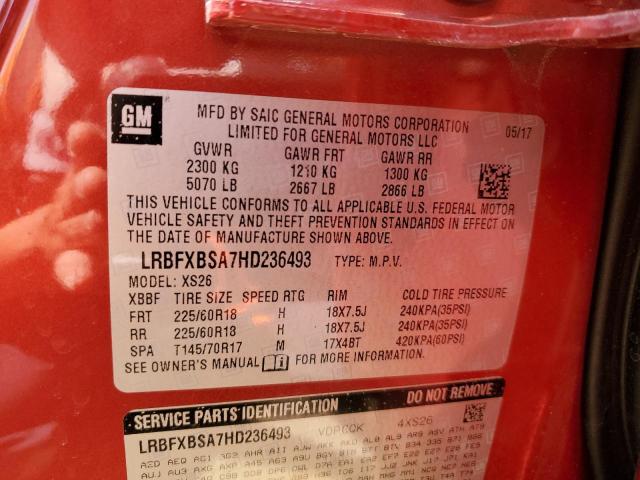 GM
MFD BY SAIC GENERAL MOTORS CORPORATION
LIMITED FOR GENERAL MOTORS LLC
05/17
GVWR GAWR FRT GAWR RR
2300 KG 1210 KG 1300 KG
5070 LB 2667 LB 2866 LB
THIS VEHICLE CONFORMS TO ALL APPLICABLE U.S. FEDERAL MOTOR
VEHICLE SAFETY AND THEFT PREVENTION STANDARDS IN EFFECT ON
THE DATE OF MANUFACTURE SHOWN ABOVE.
LRBFXBSA7HD236493 TYPE: M.P.V.
MODEL: XS26
XBBF TIRE SIZE SPEED RTG RIM COLD TIRE PRESSURE
FRT 225/60R18 H 18X7.5J 240KPA(35PSI)
RR 225/60R18 H 18X7.5J 240KPA(35PSI)
SPA T145/70R17 M 17X4BT 420KPA(60PSI)
SEE OWNER'S MANUAL FOR MORE INFORMATION.
SERVICE PARTS IDENTIFICATION DO NOT REMOVE
LRBFXBSA7HD236493 4XS26